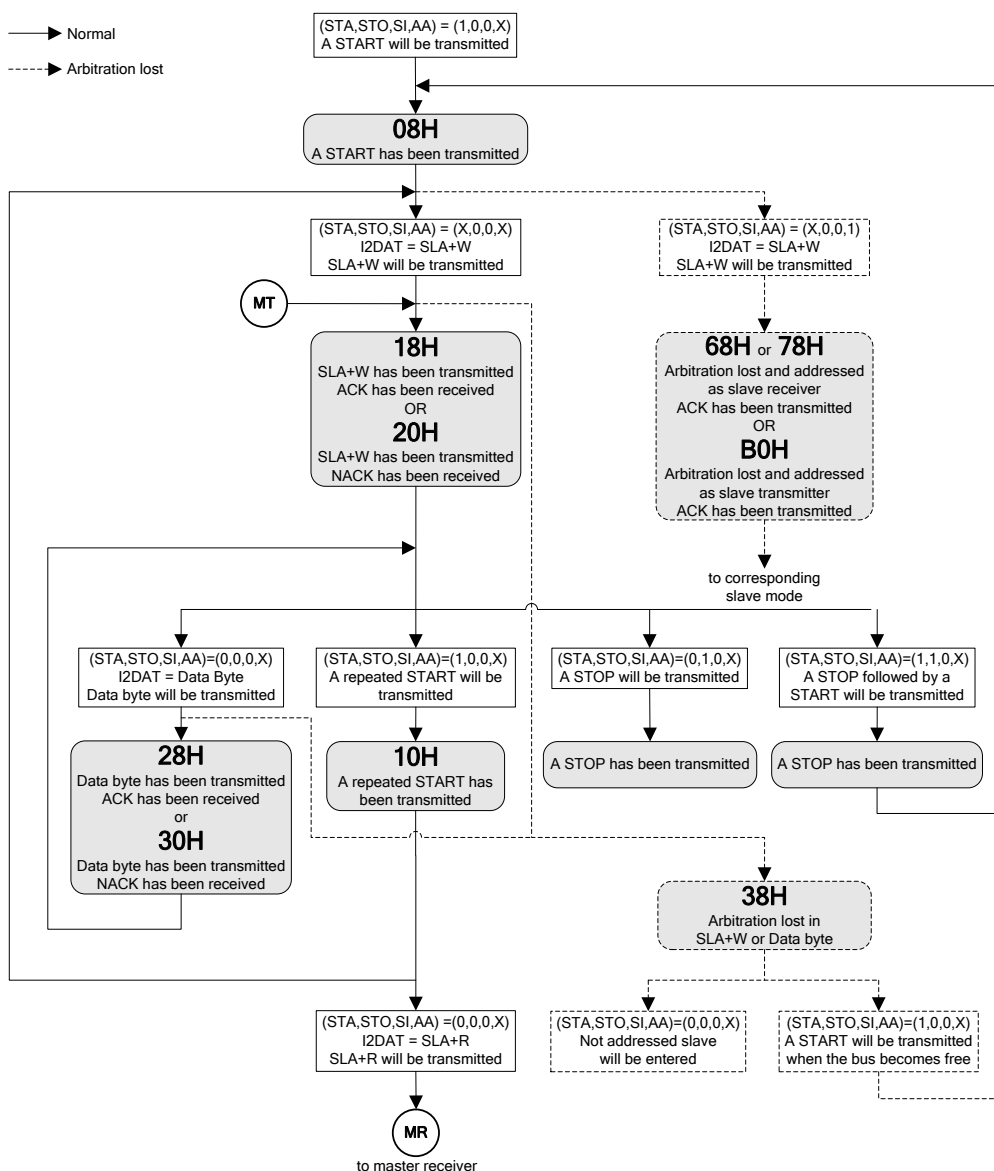 (STA,STO,SI,AA) = (1,0,0,X)
A START will be transmitted
Normal
Arbitration lost
08H
A START has been transmitted
(STA,STO,SI,AA) = (X,0,0,X)
I2DAT = SLA+W
SLA+W will be transmitted
(STA,STO,SI,AA) = (X,0,0,1)
I2DAT = SLA+W
SLA+W will be transmitted
MT
18H
SLA+W has been transmitted
ACK has been received
OR
20H
SLA+W has been transmitted
NACK has been received
68H or 78H
Arbitration lost and addressed
as slave receiver
ACK has been transmitted
OR
B0H
Arbitration lost and addressed
as slave transmitter
ACK has been transmitted
to corresponding
slave mode
(STA,STO,SI,AA)=(0,0,0,X)
I2DAT = Data Byte
Data byte will be transmitted
(STA,STO,SI,AA)=(1,0,0,X)
A repeated START will be
transmitted
(STA,STO,SI,AA)=(0,1,0,X)
A STOP will be transmitted
(STA,STO,SI,AA)=(1,1,0,X)
A STOP followed by a
START will be transmitted
28H
Data byte has been transmitted
ACK has been received
or
30H
Data byte has been transmitted
NACK has been received
10H
A repeated START has
been transmitted
A STOP has been transmitted
A STOP has been transmitted
38H
Arbitration lost in
SLA+W or Data byte
(STA,STO,SI,AA) =(0,0,0,X)
I2DAT = SLA+R
SLA+R will be transmitted
(STA,STO,SI,AA)=(0,0,0,X)
Not addressed slave
will be entered
(STA,STO,SI,AA)=(1,0,0,X)
A START will be transmitted
when the bus becomes free
MR
to master receiver